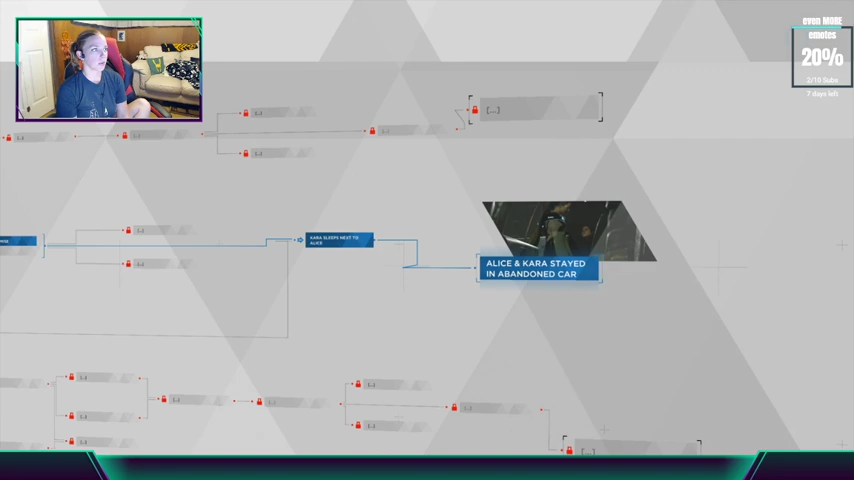 even MORE
emotes
20%
2/10 Subs
7 days left
[...]
[...]
[...]
[...]
[...]
[...]
[...]
KARA SLEEPS NEXT TO
ALICE
ALICE & KARA STAYED
IN ABANDONED CAR
[...]
[...]
[...]
[...]
[...]
[...]
[...]
[...]
[...]